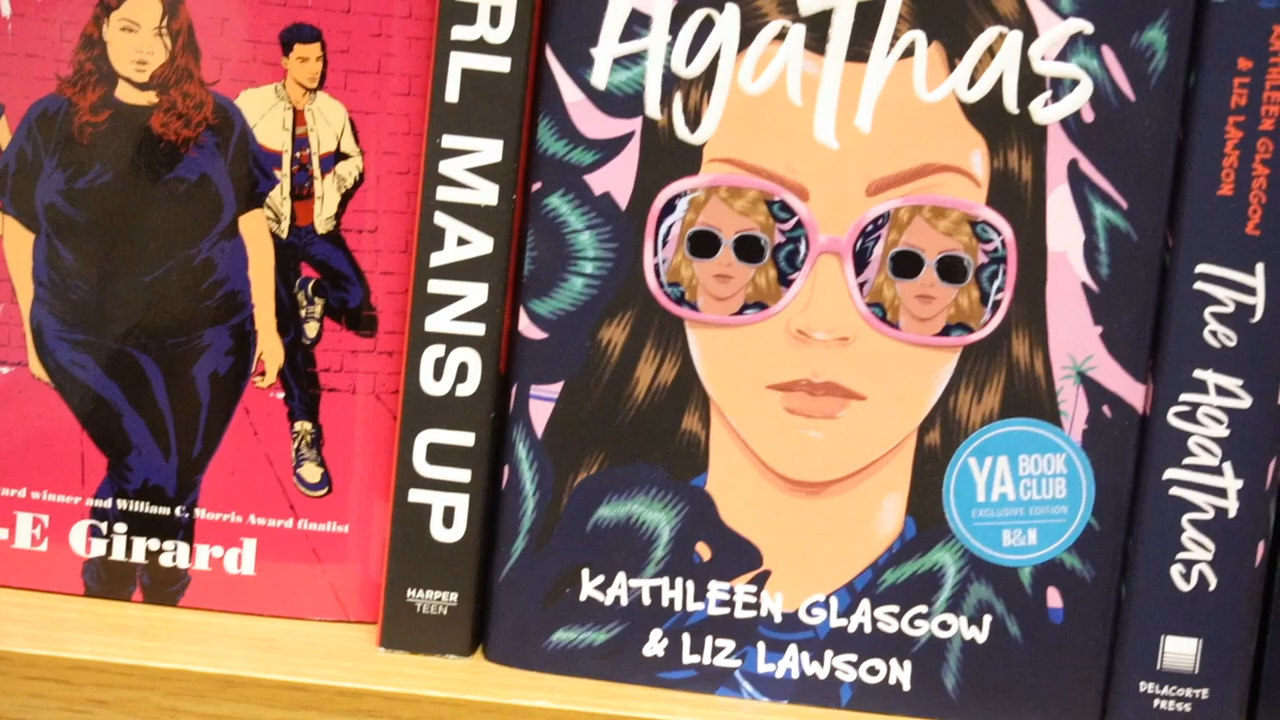 ard winner and William C. Morris Award finalist
-E Girard
RL MANS UP
HARPER
TEEN
Agathas
YA BOOK
CLUB
EXCLUSIVE EDITION
B&N
KATHLEEN GLASGOW
& LIZ LAWSON
KATHLEEN GLASGOW
& LIZ LAWSON
The Agathas
DELACORTE
PRESS